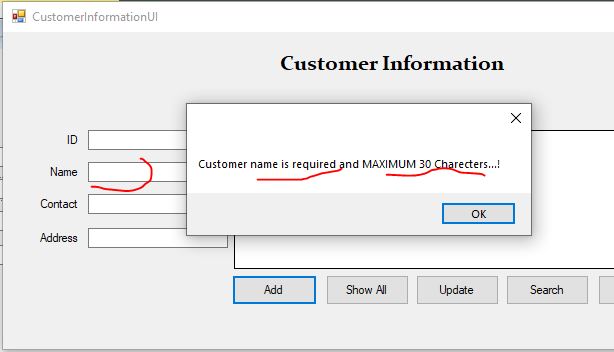 CustomerInformationUI
Customer Information
ID
Customer name is required and MAXIMUM 30 Charecters...!
Name
Contact
OK
Address
Add
Show All
Update
Search